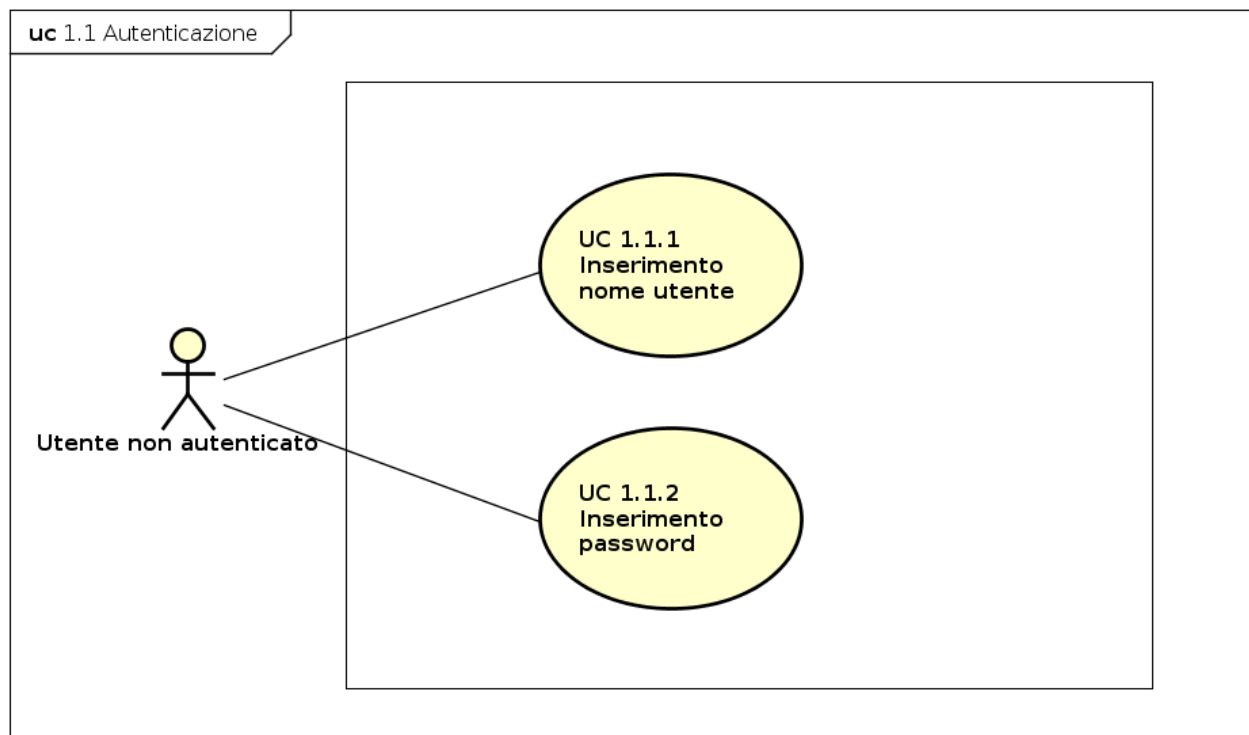 uc 1.1 Autenticazione
UC 1.1.1
Inserimento
nome utente
Utente non autenticato
UC 1.1.2
Inserimento
password